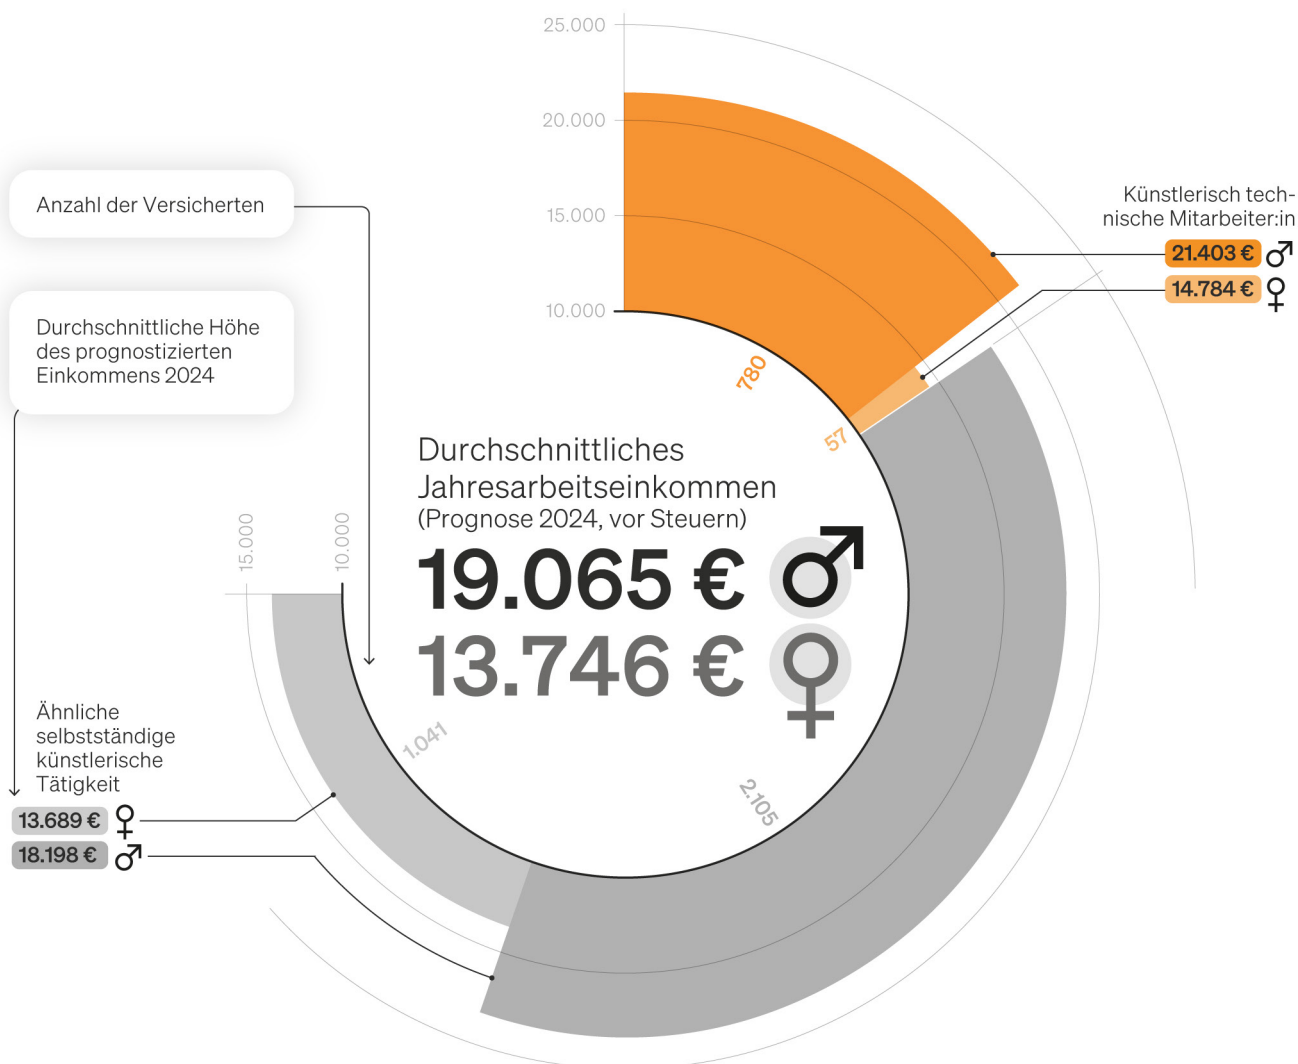 25.000
20.000
15.000
10.000
Anzahl der Versicherten
Durchschnittliche Höhe
des prognostizierten
Einkommens 2024
Künstlerisch tech-
nische Mitarbeiter:in
21.403 € ♂
14.784 € ♀
780
57
Durchschnittliches
Jahresarbeitseinkommen
(Prognose 2024, vor Steuern)
19.065 € ♂
13.746 € ♀
15.000
10.000
1.041
2.105
Ähnliche
selbstständige
künstlerische
Tätigkeit
13.689 € ♀
18.198 € ♂